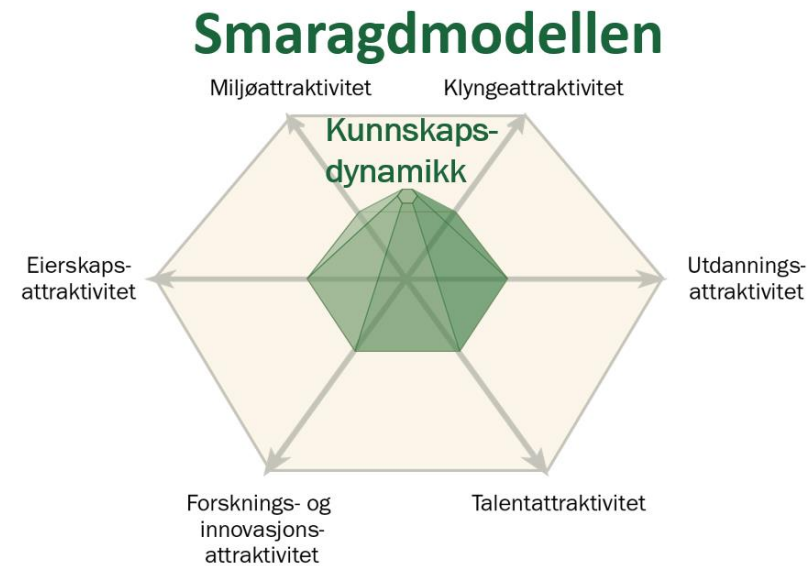 Smaragdmodellen
Miljøattraktivitet
Klyngeattraktivitet
Kunnskaps-
dynamikk
Eierskaps-
attraktivitet
Utdannings-
attraktivitet
Forsknings- og
innovasjons-
attraktivitet
Talentattraktivitet